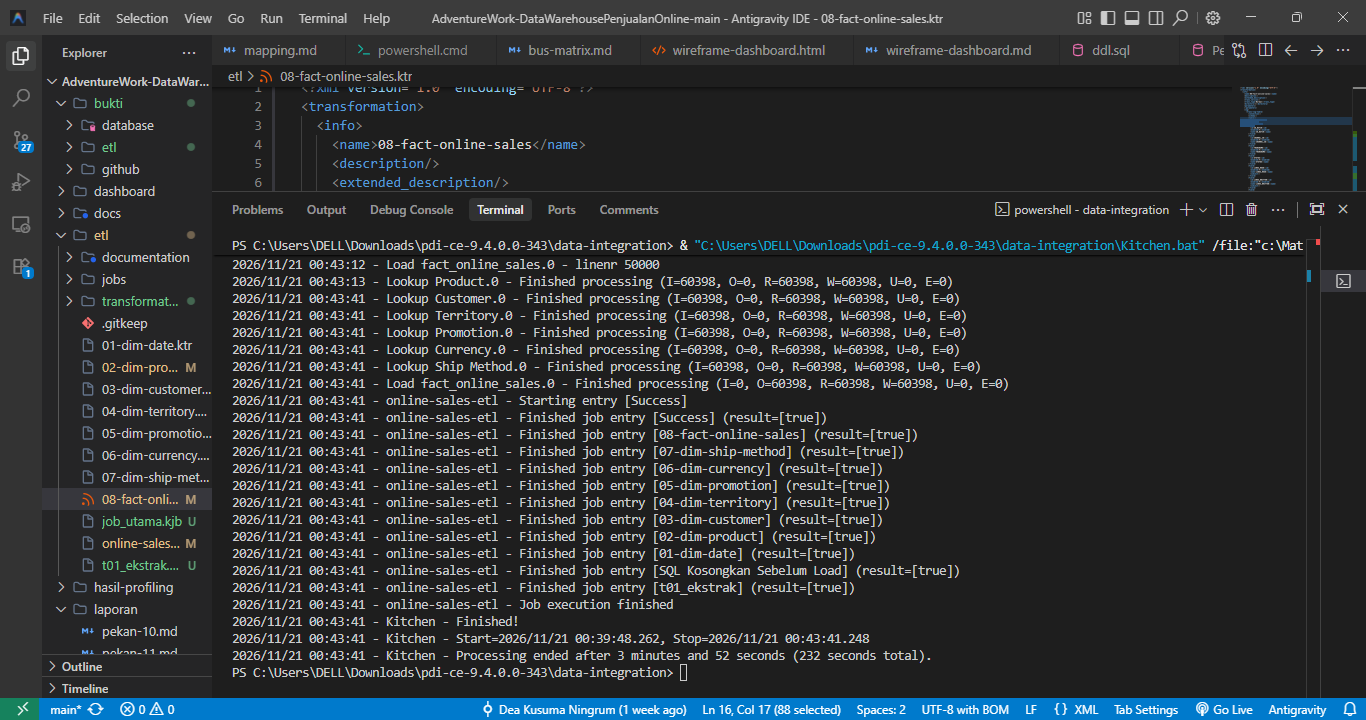 File Edit Selection View Go Run Terminal Help AdventureWork-DataWarehousePenjualanOnline-main - Antigravity IDE - 08-fact-online-sales.ktr
Explorer
mapping.md powershell.cmd bus-matrix.md wireframe-dashboard.html wireframe-dashboard.md ddl.sql Pe
AdventureWork-DataWar...
etl > 08-fact-online-sales.ktr
bukti
database
etl
github
dashboard
docs
etl
documentation
jobs
transformat...
.gitkeep
01-dim-date.ktr
02-dim-pro... M
03-dim-customer...
04-dim-territory....
05-dim-promotio...
06-dim-currency....
07-dim-ship-met...
08-fact-onli... M
job_utama.kjb U
online-sales... M
t01_ekstrak.... U
hasil-profiling
laporan
pekan-10.md
pekan-11.md
Outline
Timeline
27
1
1 <?xml version="1.0" encoding="UTF-8"?>
2 <transformation>
3 <info>
4 <name>08-fact-online-sales</name>
5 <description/>
6 <extended_description/>
Problems Output Debug Console Terminal Ports Comments powershell - data-integration
PS C:\Users\DELL\Downloads\pdi-ce-9.4.0.0-343\data-integration> & "C:\Users\DELL\Downloads\pdi-ce-9.4.0.0-343\data-integration\Kitchen.bat" /file:"c:\Mat
2026/11/21 00:43:12 - Load fact_online_sales.0 - linenr 50000
2026/11/21 00:43:13 - Lookup Product.0 - Finished processing (I=60398, O=0, R=60398, W=60398, U=0, E=0)
2026/11/21 00:43:41 - Lookup Customer.0 - Finished processing (I=60398, O=0, R=60398, W=60398, U=0, E=0)
2026/11/21 00:43:41 - Lookup Territory.0 - Finished processing (I=60398, O=0, R=60398, W=60398, U=0, E=0)
2026/11/21 00:43:41 - Lookup Promotion.0 - Finished processing (I=60398, O=0, R=60398, W=60398, U=0, E=0)
2026/11/21 00:43:41 - Lookup Currency.0 - Finished processing (I=60398, O=0, R=60398, W=60398, U=0, E=0)
2026/11/21 00:43:41 - Lookup Ship Method.0 - Finished processing (I=60398, O=0, R=60398, W=60398, U=0, E=0)
2026/11/21 00:43:41 - Load fact_online_sales.0 - Finished processing (I=0, O=60398, R=60398, W=60398, U=0, E=0)
2026/11/21 00:43:41 - online-sales-etl - Starting entry [Success]
2026/11/21 00:43:41 - online-sales-etl - Finished job entry [Success] (result=[true])
2026/11/21 00:43:41 - online-sales-etl - Finished job entry [08-fact-online-sales] (result=[true])
2026/11/21 00:43:41 - online-sales-etl - Finished job entry [07-dim-ship-method] (result=[true])
2026/11/21 00:43:41 - online-sales-etl - Finished job entry [06-dim-currency] (result=[true])
2026/11/21 00:43:41 - online-sales-etl - Finished job entry [05-dim-promotion] (result=[true])
2026/11/21 00:43:41 - online-sales-etl - Finished job entry [04-dim-territory] (result=[true])
2026/11/21 00:43:41 - online-sales-etl - Finished job entry [03-dim-customer] (result=[true])
2026/11/21 00:43:41 - online-sales-etl - Finished job entry [02-dim-product] (result=[true])
2026/11/21 00:43:41 - online-sales-etl - Finished job entry [01-dim-date] (result=[true])
2026/11/21 00:43:41 - online-sales-etl - Finished job entry [SQL Kosongkan Sebelum Load] (result=[true])
2026/11/21 00:43:41 - online-sales-etl - Finished job entry [t01_ekstrak] (result=[true])
2026/11/21 00:43:41 - online-sales-etl - Job execution finished
2026/11/21 00:43:41 - Kitchen - Finished!
2026/11/21 00:43:41 - Kitchen - Start=2026/11/21 00:39:48.262, Stop=2026/11/21 00:43:41.248
2026/11/21 00:43:41 - Kitchen - Processing ended after 3 minutes and 52 seconds (232 seconds total).
PS C:\Users\DELL\Downloads\pdi-ce-9.4.0.0-343\data-integration>
main* 0 0 Dea Kusuma Ningrum (1 week ago) Ln 16, Col 17 (88 selected) Spaces: 2 UTF-8 with BOM LF {} XML Tab Settings Go Live Antigravity